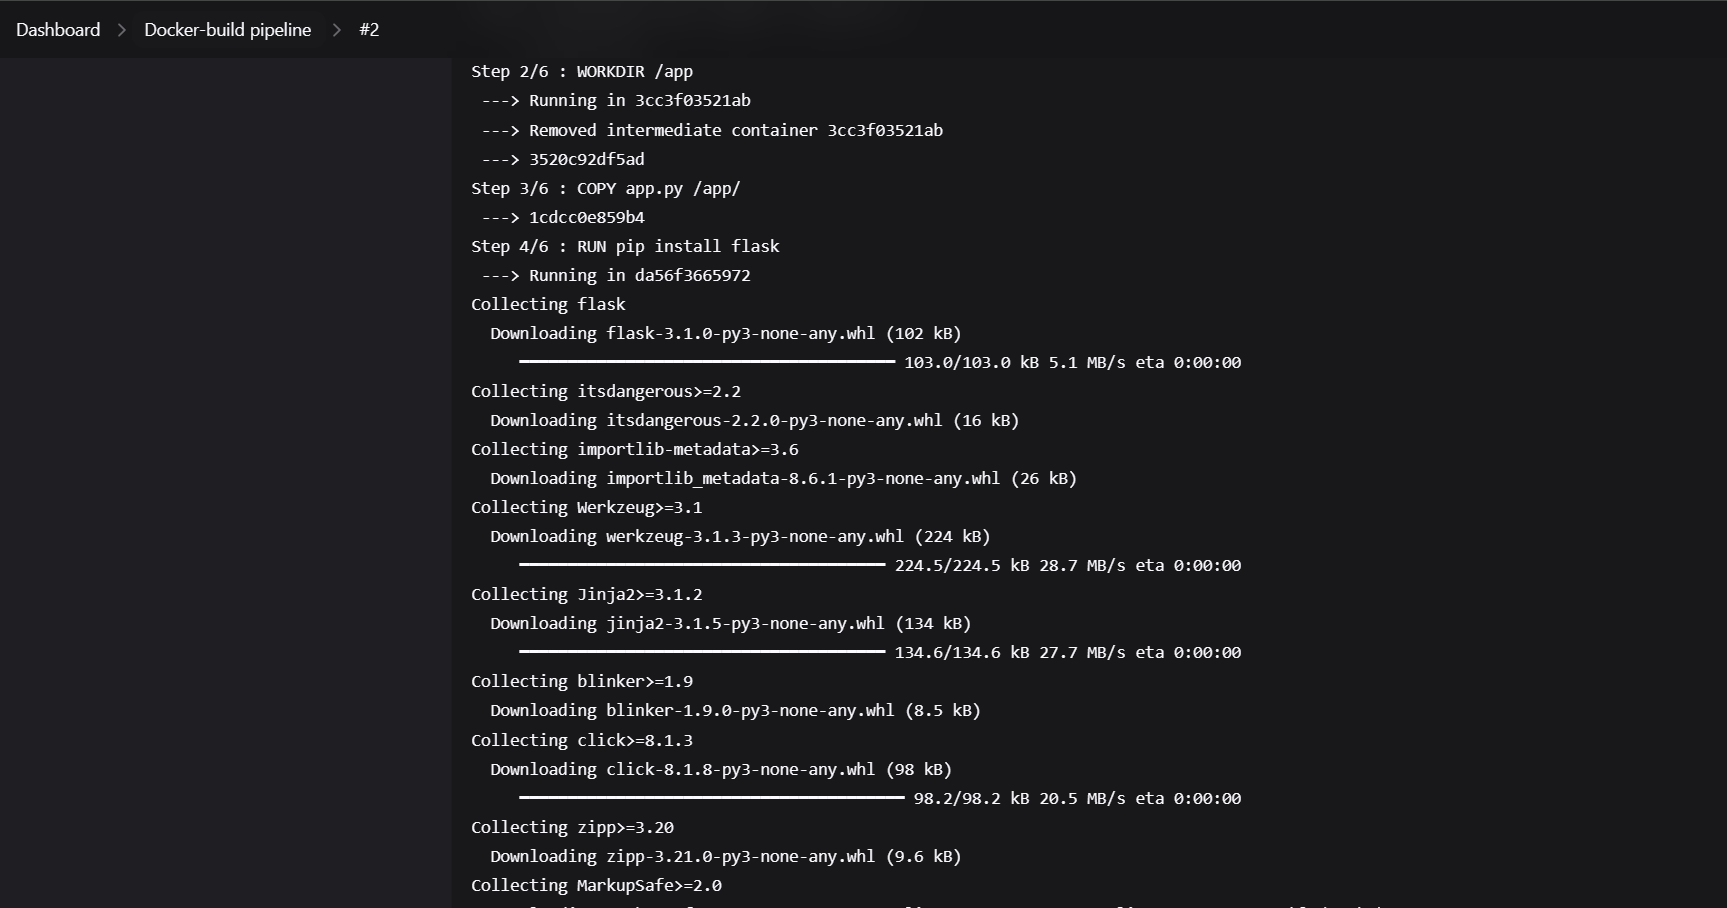 Dashboard > Docker-build pipeline > #2
Step 2/6 : WORKDIR /app
---> Running in 3cc3f03521ab
---> Removed intermediate container 3cc3f03521ab
---> 3520c92df5ad
Step 3/6 : COPY app.py /app/
---> 1cdcc0e859b4
Step 4/6 : RUN pip install flask
---> Running in da56f3665972
Collecting flask
Downloading flask-3.1.0-py3-none-any.whl (102 kB)
━━━━━━━━━━━━━━━━━━━━━━━━━━━━━━━━━━━━━━━ 103.0/103.0 kB 5.1 MB/s eta 0:00:00
Collecting itsdangerous>=2.2
Downloading itsdangerous-2.2.0-py3-none-any.whl (16 kB)
Collecting importlib-metadata>=3.6
Downloading importlib_metadata-8.6.1-py3-none-any.whl (26 kB)
Collecting Werkzeug>=3.1
Downloading werkzeug-3.1.3-py3-none-any.whl (224 kB)
━━━━━━━━━━━━━━━━━━━━━━━━━━━━━━━━━━━━━━ 224.5/224.5 kB 28.7 MB/s eta 0:00:00
Collecting Jinja2>=3.1.2
Downloading jinja2-3.1.5-py3-none-any.whl (134 kB)
━━━━━━━━━━━━━━━━━━━━━━━━━━━━━━━━━━━━━━ 134.6/134.6 kB 27.7 MB/s eta 0:00:00
Collecting blinker>=1.9
Downloading blinker-1.9.0-py3-none-any.whl (8.5 kB)
Collecting click>=8.1.3
Downloading click-8.1.8-py3-none-any.whl (98 kB)
━━━━━━━━━━━━━━━━━━━━━━━━━━━━━━━━━━━━━━━━ 98.2/98.2 kB 20.5 MB/s eta 0:00:00
Collecting zipp>=3.20
Downloading zipp-3.21.0-py3-none-any.whl (9.6 kB)
Collecting MarkupSafe>=2.0